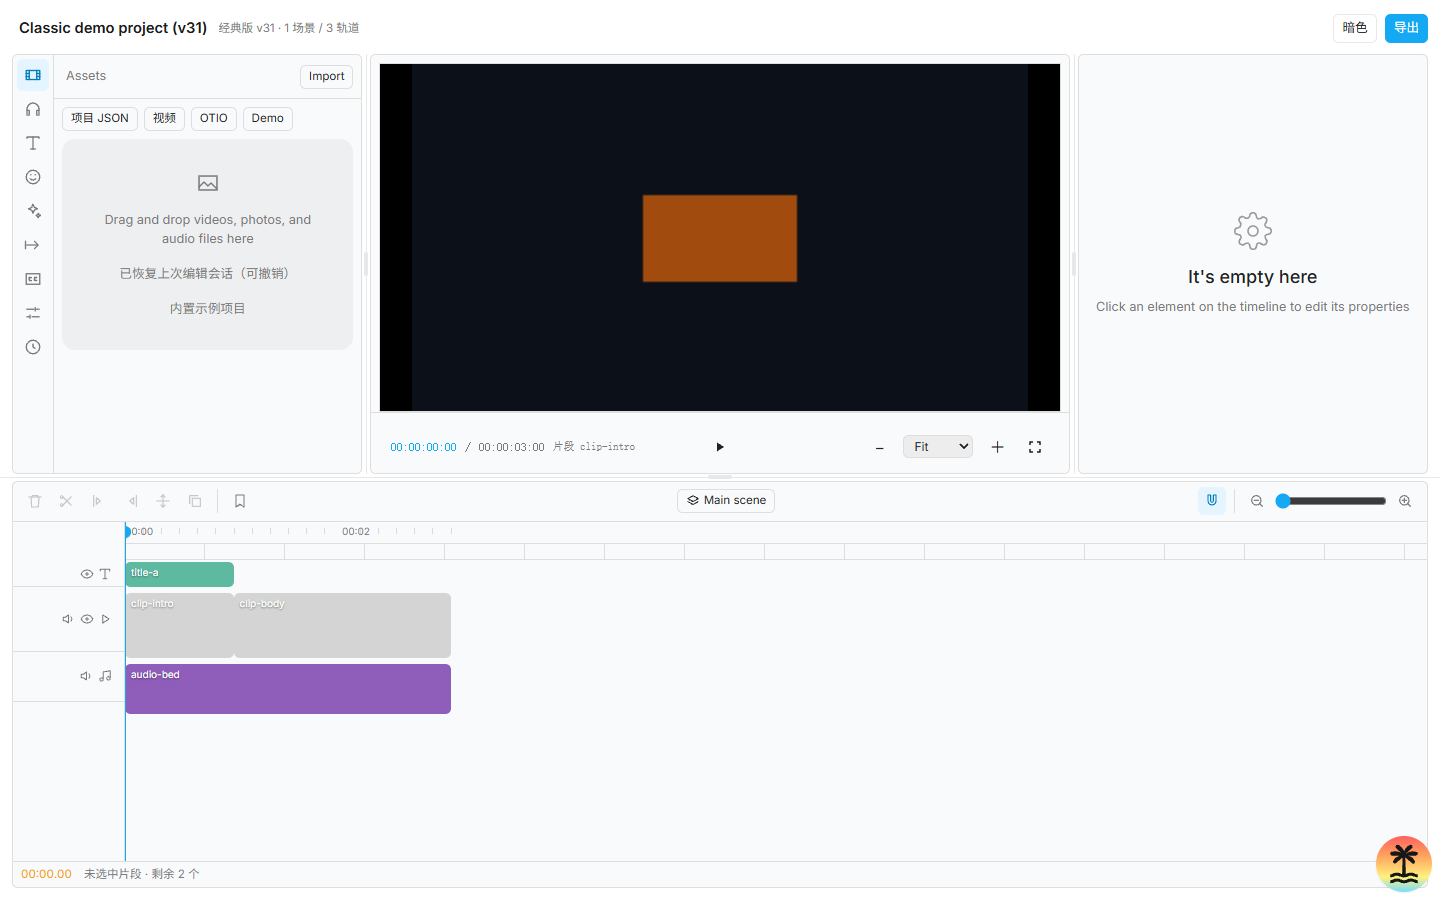 Classic demo project (v31) 经典版 v31 · 1 场景 / 3 轨道
暗色
导出
Assets
Import
项目 JSON
视频
OTIO
Demo
Drag and drop videos, photos, and
audio files here
已恢复上次编辑会话（可撤销）
内置示例项目
00:00:00:00 / 00:00:03:00 片段 clip-intro
Fit
It's empty here
Click an element on the timeline to edit its properties
Main scene
0:00
00:02
title-a
clip-intro
clip-body
audio-bed
00:00.00 未选中片段 · 剩余 2 个